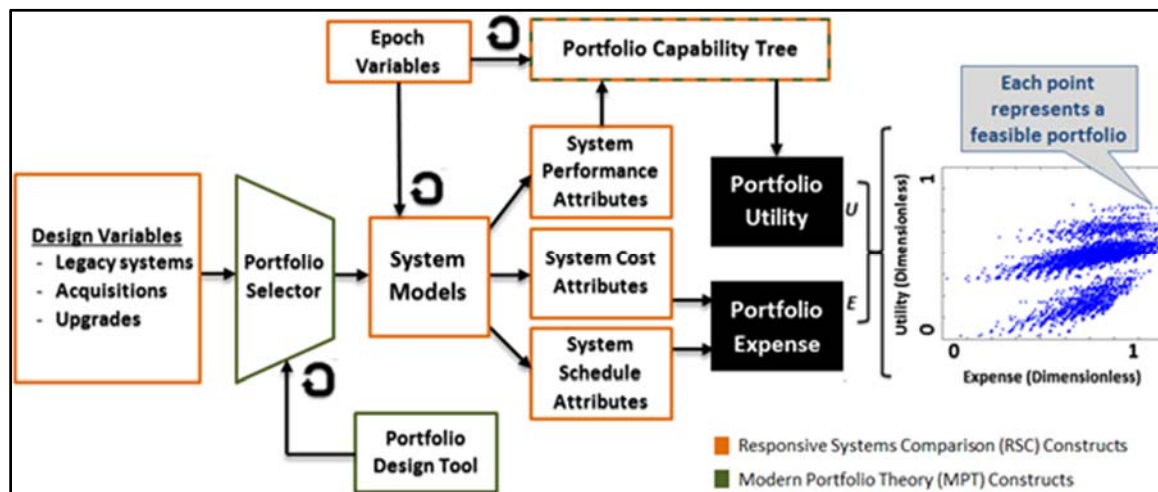 Epoch
Variables
Portfolio Capability Tree
Each point
represents a
feasible portfolio
System
Performance
Attributes
Portfolio
Utility
U
Design Variables
- Legacy systems
- Acquisitions
- Upgrades
Portfolio
Selector
System
Models
System Cost
Attributes
Portfolio
Expense
E
System
Schedule
Attributes
Portfolio
Design Tool
Utility (Dimensionless)
1
0
0
1
Expense (Dimensionless)
Responsive Systems Comparison (RSC) Constructs
Modern Portfolio Theory (MPT) Constructs